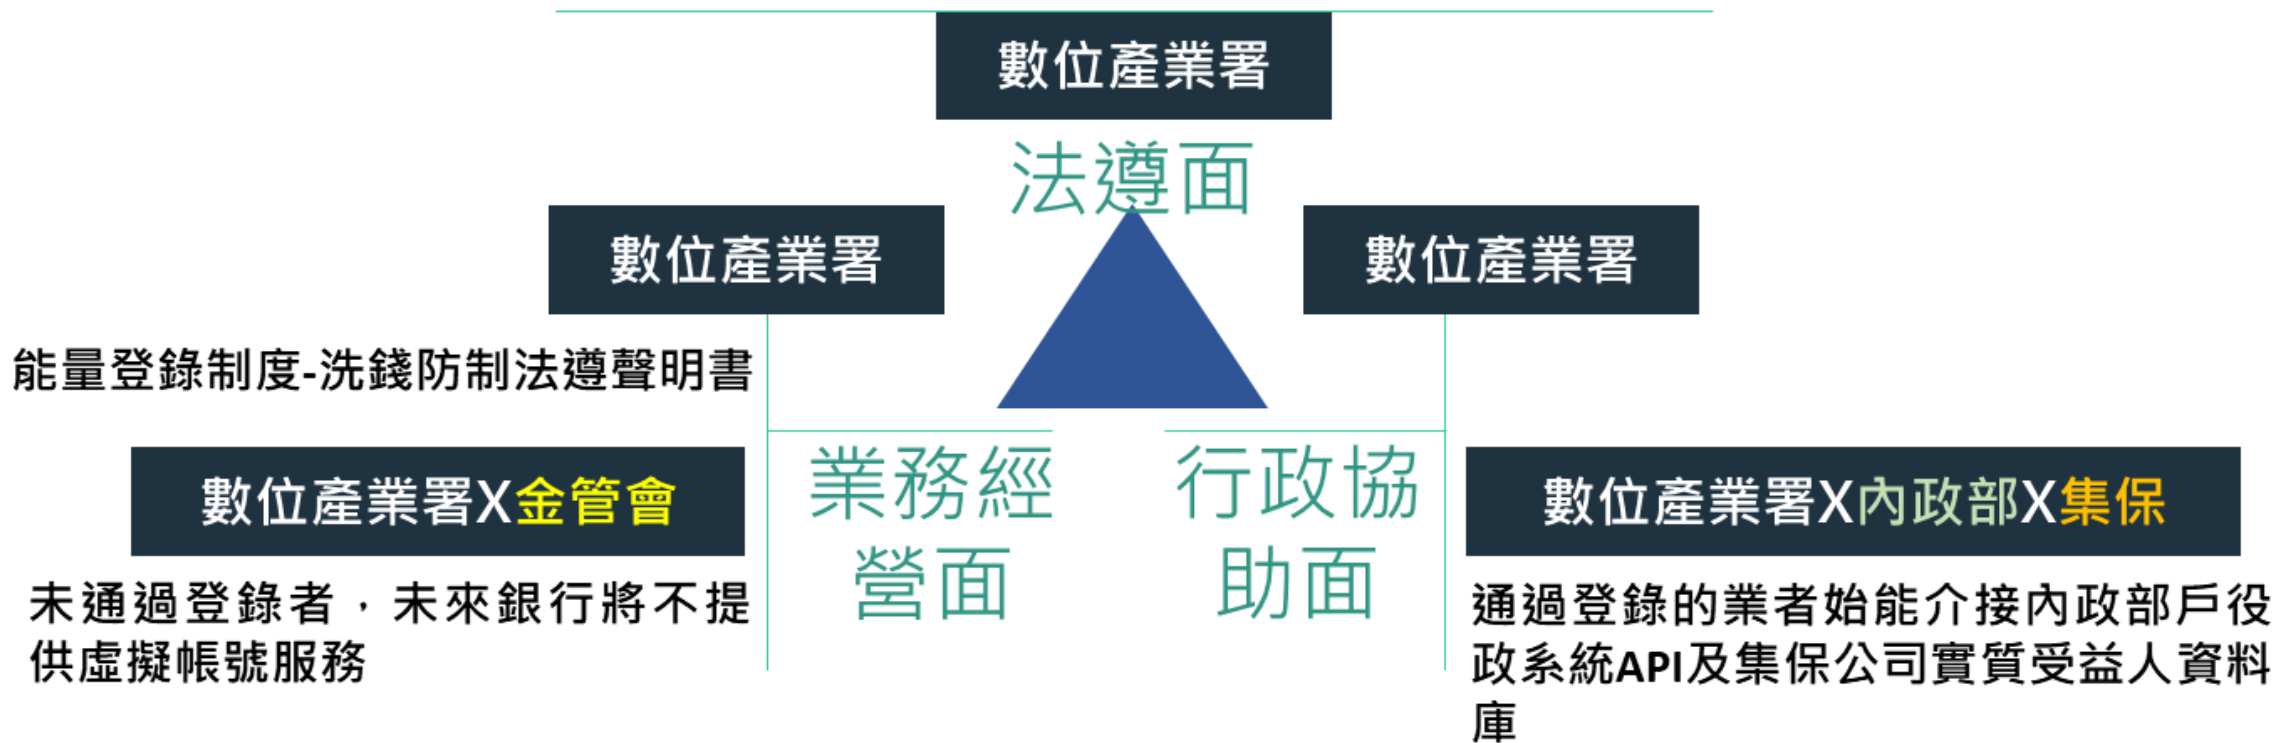 數位產業署
法遵面
數位產業署
數位產業署
能量登錄制度-洗錢防制法遵聲明書
數位產業署X金管會
未通過登錄者，未來銀行將不提
供虛擬帳號服務
業務經
營面
行政協
助面
數位產業署X內政部X集保
通過登錄的業者始能介接內政部戶役
政系統API及集保公司實質受益人資料
庫